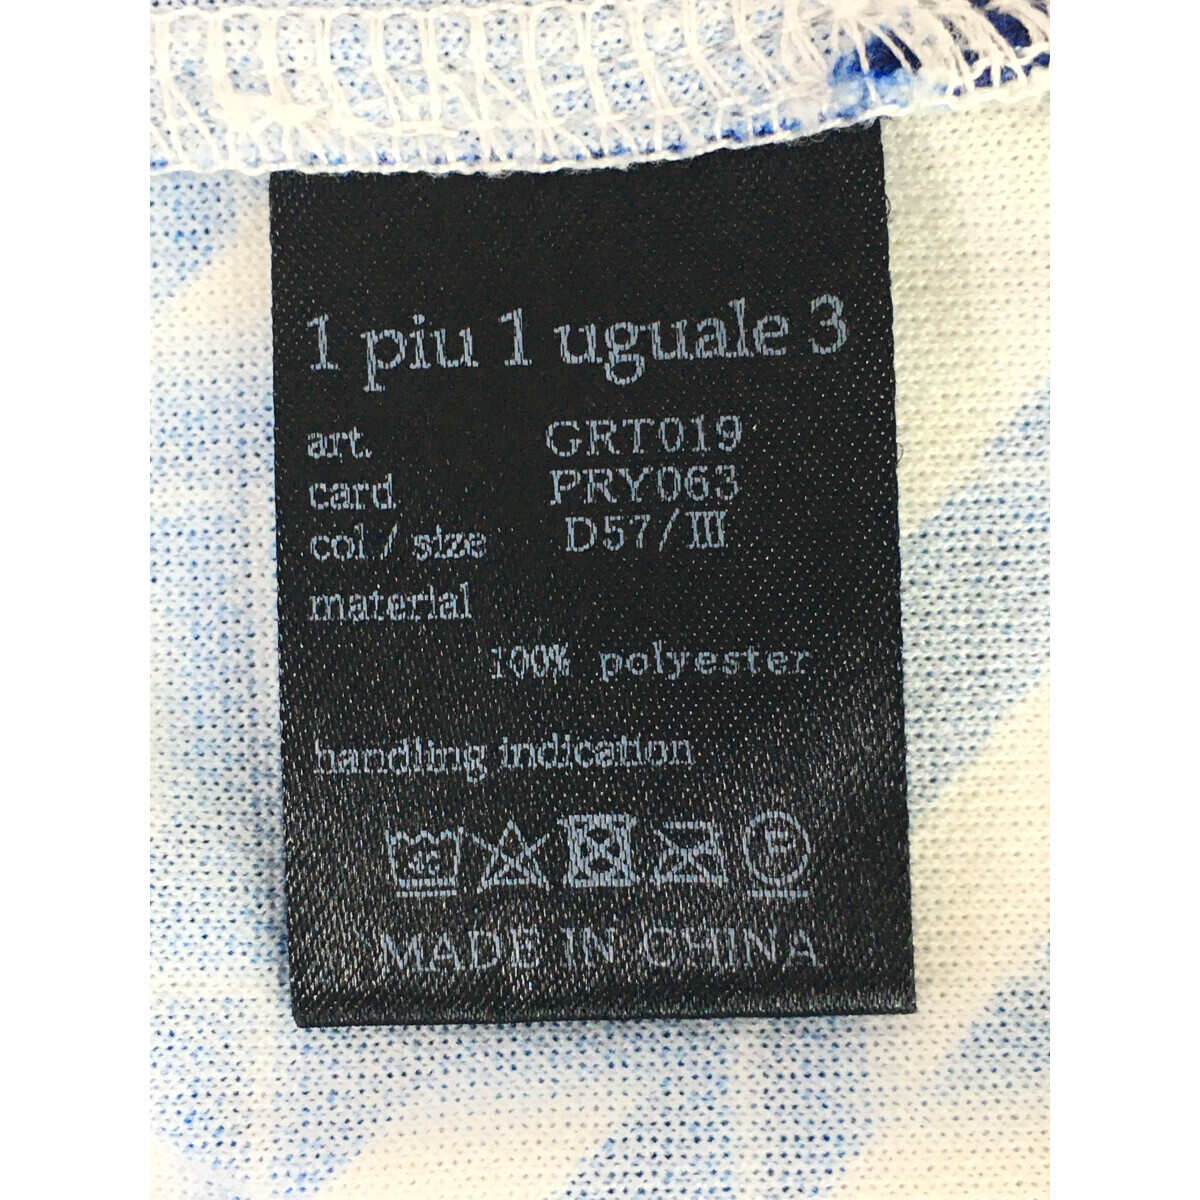 1 piu 1 uguale 3
art. GRT019
card PRY063
col / size D57/III
material
100% polyester
handling indication
P
MADE IN CHINA